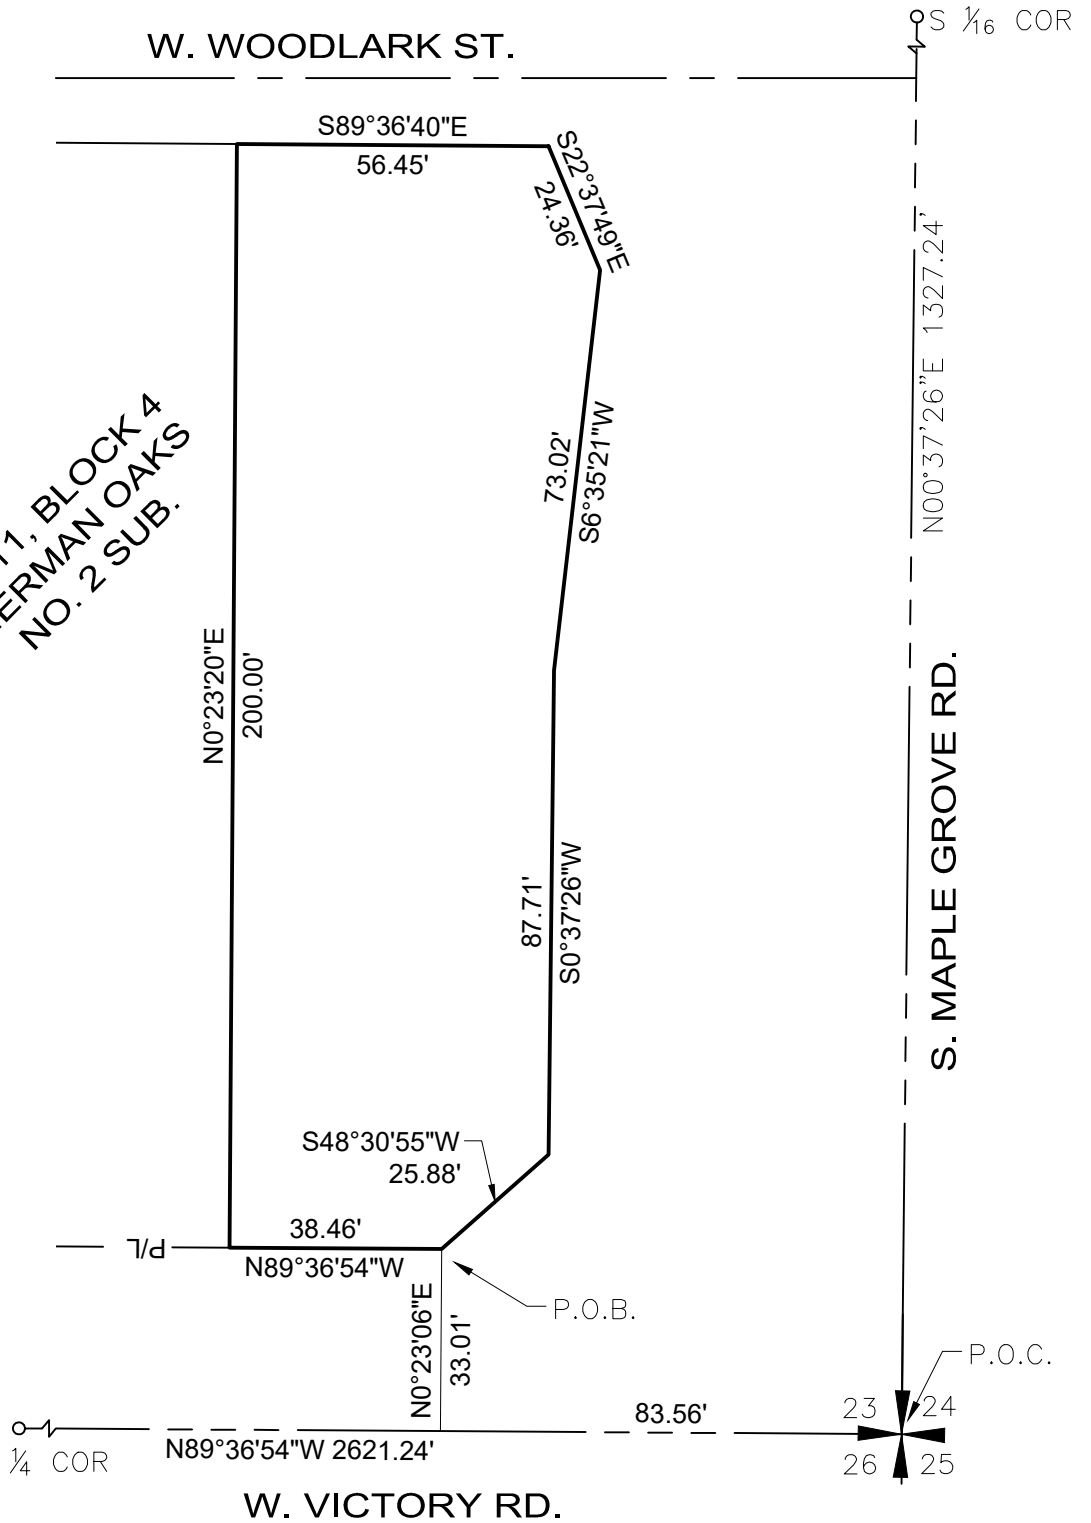 W. WOODLARK ST.
S 1/16 COR
S89°36'40"E
56.45'
S22°37'49"E
24.36'
N00°37'26"E 1327.24'
73.02'
S6°35'21"W
11, BLOCK 4
ERMAN OAKS
NO. 2 SUB.
N0°23'20"E
200.00'
S. MAPLE GROVE RD.
87.71'
S0°37'26"W
S48°30'55"W
25.88'
P/L
38.46'
N89°36'54"W
P.O.B.
N0°23'06"E
33.01'
P.O.C.
83.56'
23 24
26 25
1/4 COR
N89°36'54"W 2621.24'
W. VICTORY RD.